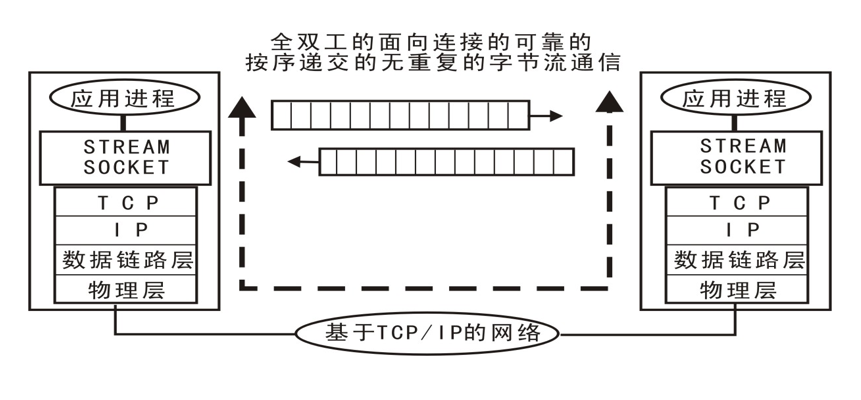 全双工的面向连接的可靠的
按序递交的无重复的字节流通信
应用进程
STREAM
SOCKET
TCP
IP
数据链路层
物理层
应用进程
STREAM
SOCKET
TCP
IP
数据链路层
物理层
基于TCP/IP的网络